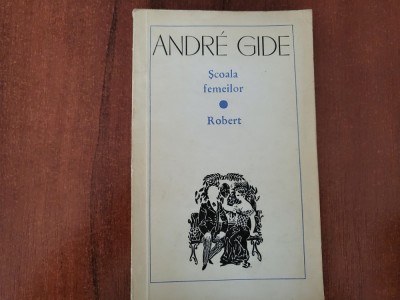 ANDRÉ GIDE
Școala
femeilor
Robert